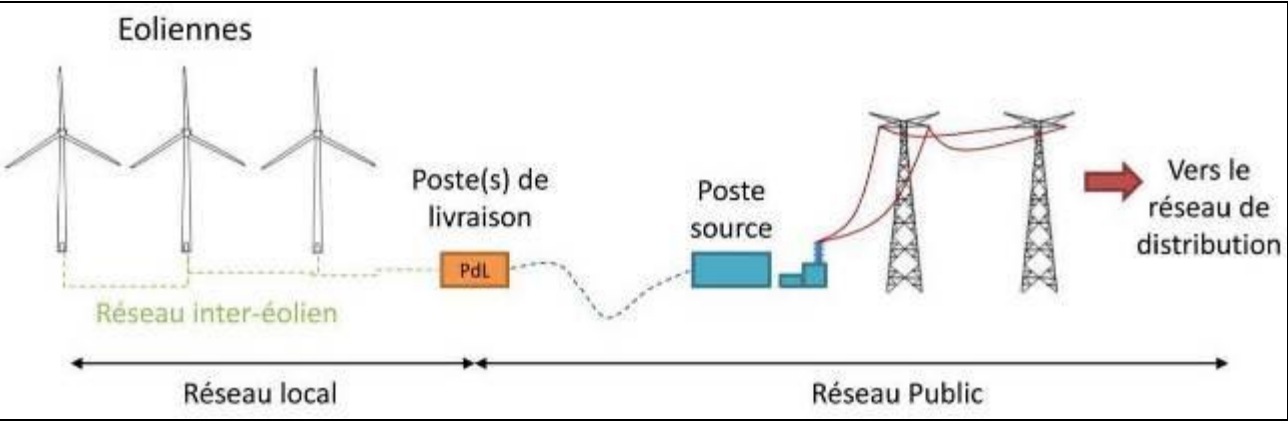 Eoliennes
Poste(s) de
livraison
PdL
Réseau inter-éolien
Poste
source
Vers le
réseau de
distribution
Réseau local
Réseau Public